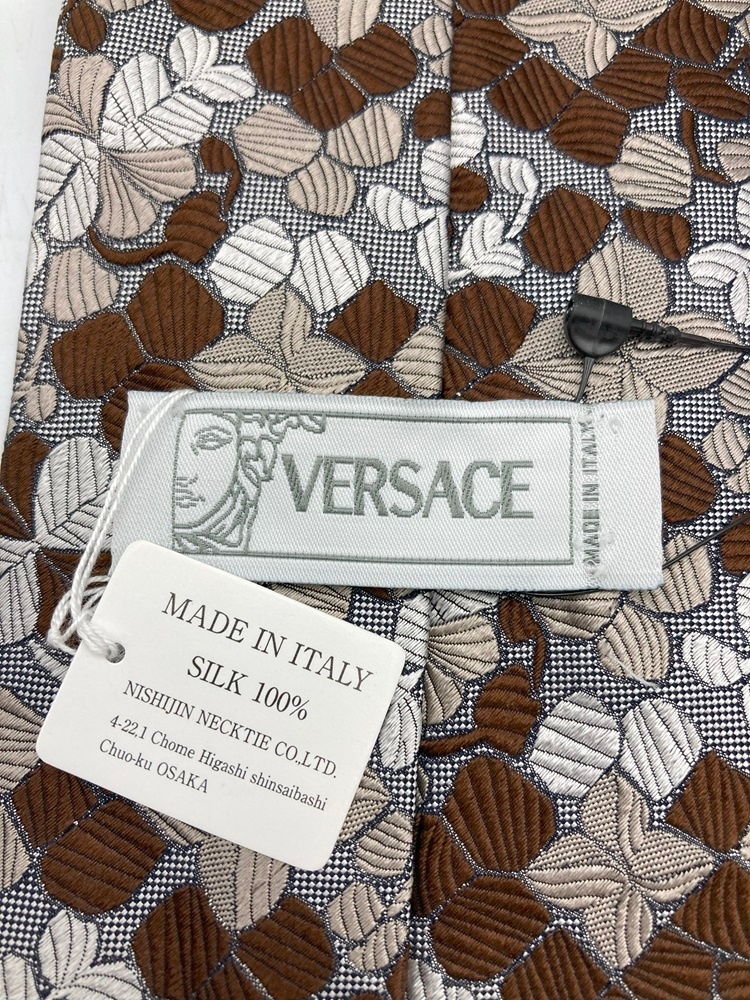 VERSACE
MADE IN ITALY
MADE IN ITALY
SILK 100%
NISHIJIN NECKTIE CO.LTD.
4-22.1 Chome Higashi shinsaibashi
Chuo-ku OSAKA